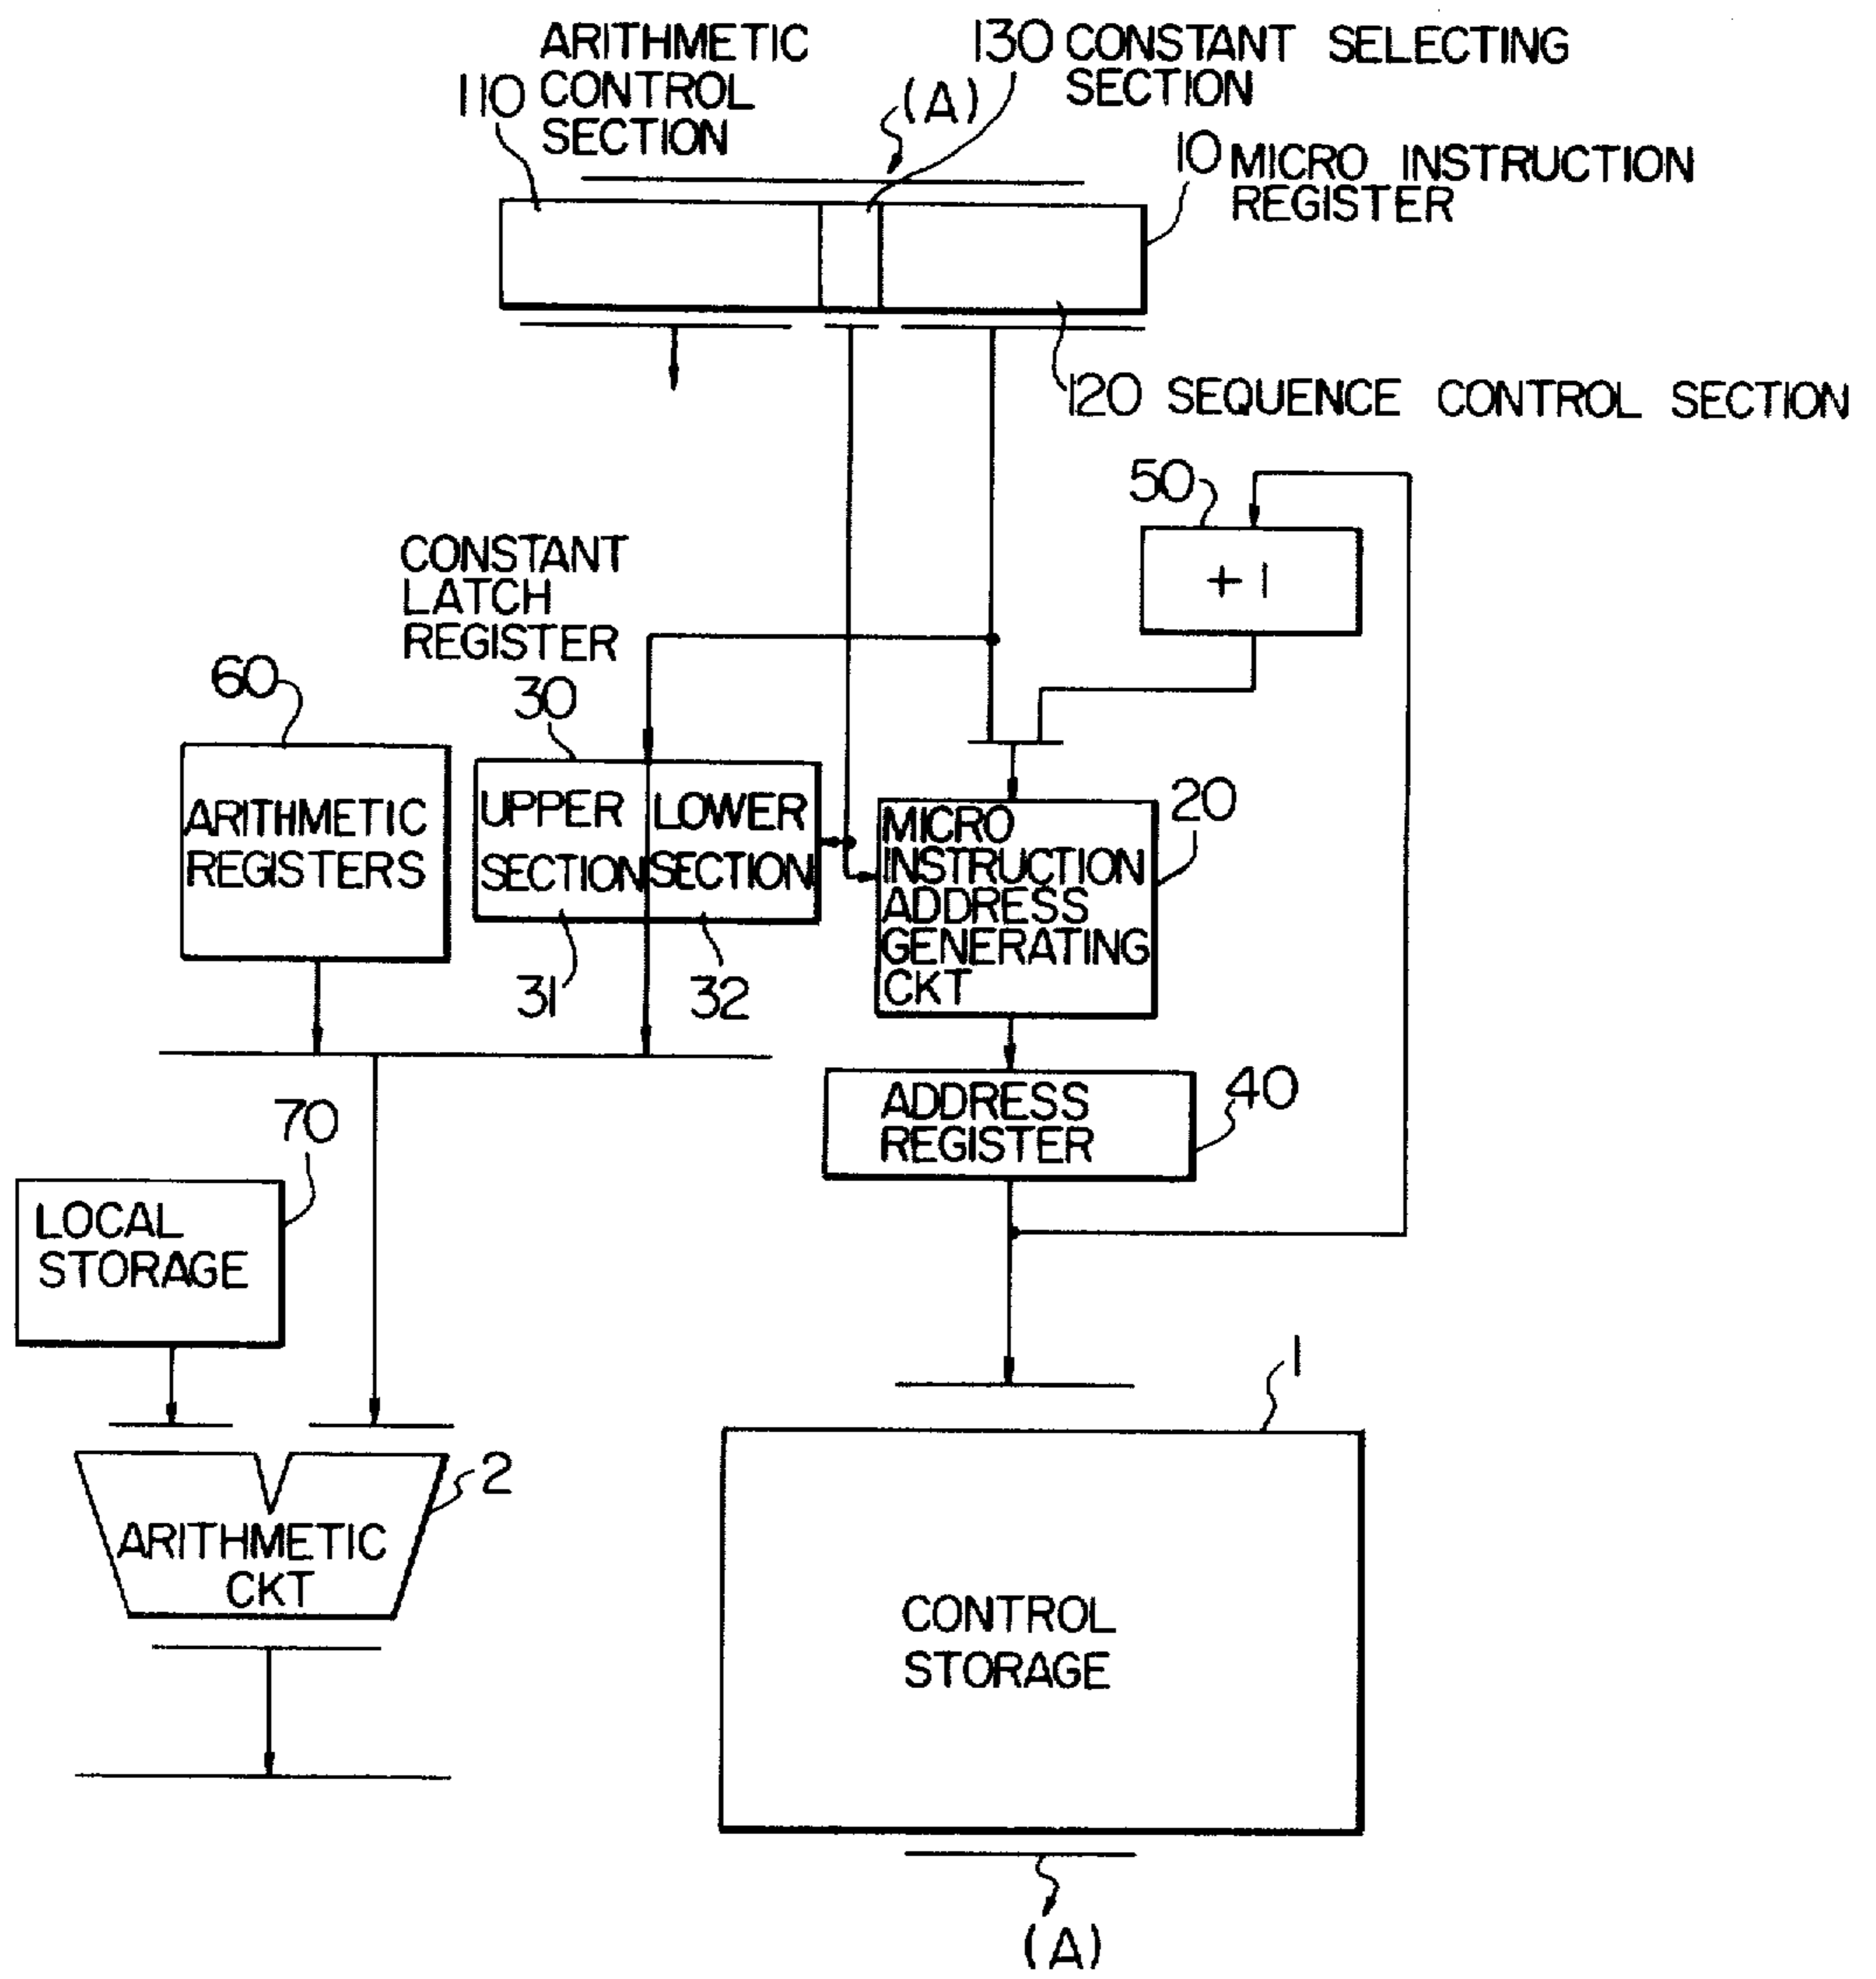 ARITHMETIC
CONTROL
SECTION
110
130 CONSTANT SELECTING
SECTION
(A)
10 MICRO INSTRUCTION
REGISTER
120 SEQUENCE CONTROL SECTION
50
+1
CONSTANT
LATCH
REGISTER
30
60
ARITHMETIC
REGISTERS
UPPER
SECTION
LOWER
SECTION
31
32
20
MICRO
INSTRUCTION
ADDRESS
GENERATING
CKT
ADDRESS
REGISTER
40
70
LOCAL
STORAGE
1
2
ARITHMETIC
CKT
CONTROL
STORAGE
(A)